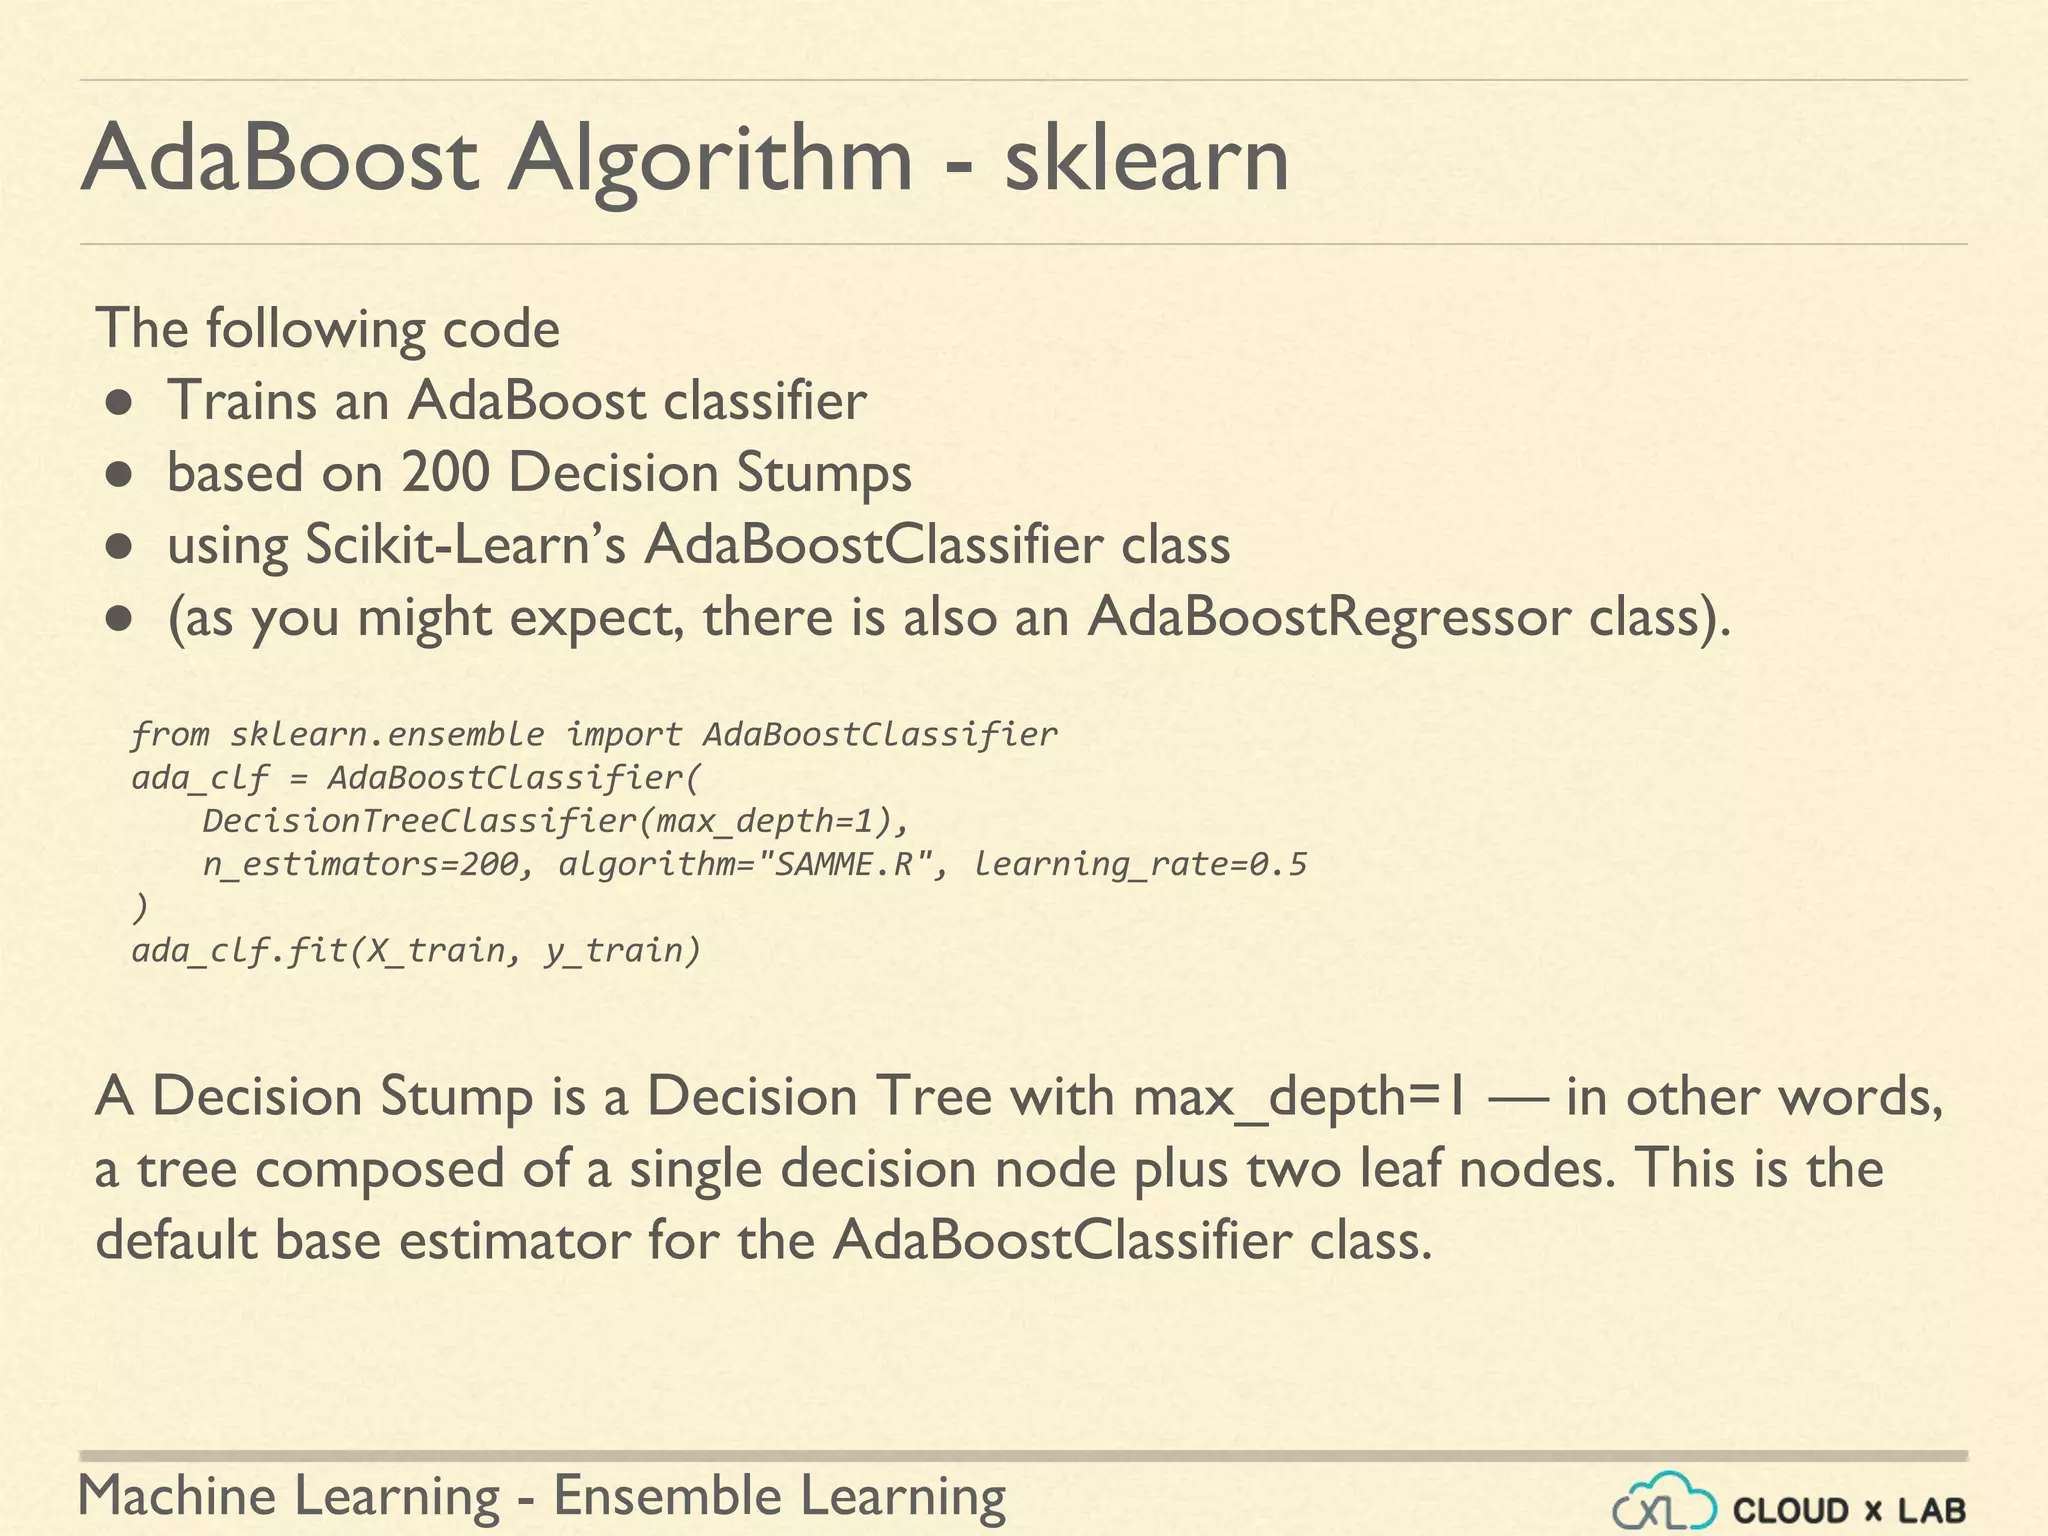 AdaBoost Algorithm - sklearn
The following code
● Trains an AdaBoost classifier
● based on 200 Decision Stumps
● using Scikit-Learn’s AdaBoostClassifier class
● (as you might expect, there is also an AdaBoostRegressor class).
from sklearn.ensemble import AdaBoostClassifier
ada_clf = AdaBoostClassifier(
DecisionTreeClassifier(max_depth=1),
n_estimators=200, algorithm="SAMME.R", learning_rate=0.5
)
ada_clf.fit(X_train, y_train)
A Decision Stump is a Decision Tree with max_depth=1 — in other words,
a tree composed of a single decision node plus two leaf nodes. This is the
default base estimator for the AdaBoostClassifier class.
Machine Learning - Ensemble Learning
CXL CLOUD x LAB